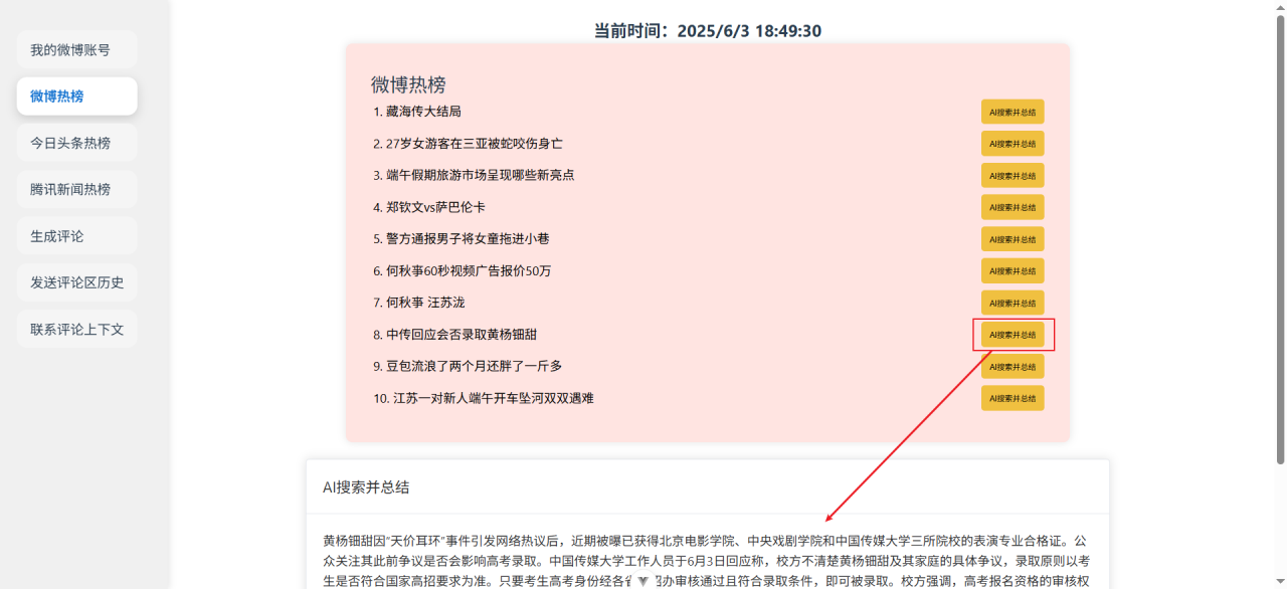 当前时间：2025/6/3 18:49:30
我的微博账号
微博热榜
今日头条热榜
腾讯新闻热榜
生成评论
发送评论区历史
联系评论上下文
微博热榜
1. 藏海传大结局 AI搜索并总结
2. 27岁女游客在三亚被蛇咬伤身亡 AI搜索并总结
3. 端午假期旅游市场呈现哪些新亮点 AI搜索并总结
4. 郑钦文vs萨巴伦卡 AI搜索并总结
5. 警方通报男子将女童拖进小巷 AI搜索并总结
6. 何秋亊60秒视频广告报价50万 AI搜索并总结
7. 何秋亊 汪苏泷 AI搜索并总结
8. 中传回应会否录取黄杨钿甜 AI搜索并总结
9. 豆包流浪了两个月还胖了一斤多 AI搜索并总结
10. 江苏一对新人端午开车坠河双双遇难 AI搜索并总结
AI搜索并总结
黄杨钿甜因"天价耳环"事件引发网络热议后，近期被曝已获得北京电影学院、中央戏剧学院和中国传媒大学三所院校的表演专业合格证。公
众关注其此前争议是否会影响高考录取。中国传媒大学工作人员于6月3日回应称，校方不清楚黄杨钿甜及其家庭的具体争议，录取原则以考
生是否符合国家高招要求为准。只要考生高考身份经各省 办审核通过且符合录取条件，即可被录取。校方强调，高考报名资格的审核权